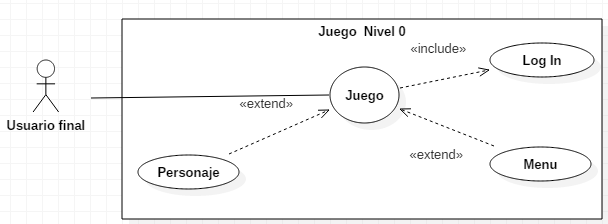 Juego Nivel 0
«include»
Log In
Juego
«extend»
Usuario final
«extend»
Personaje
Menu